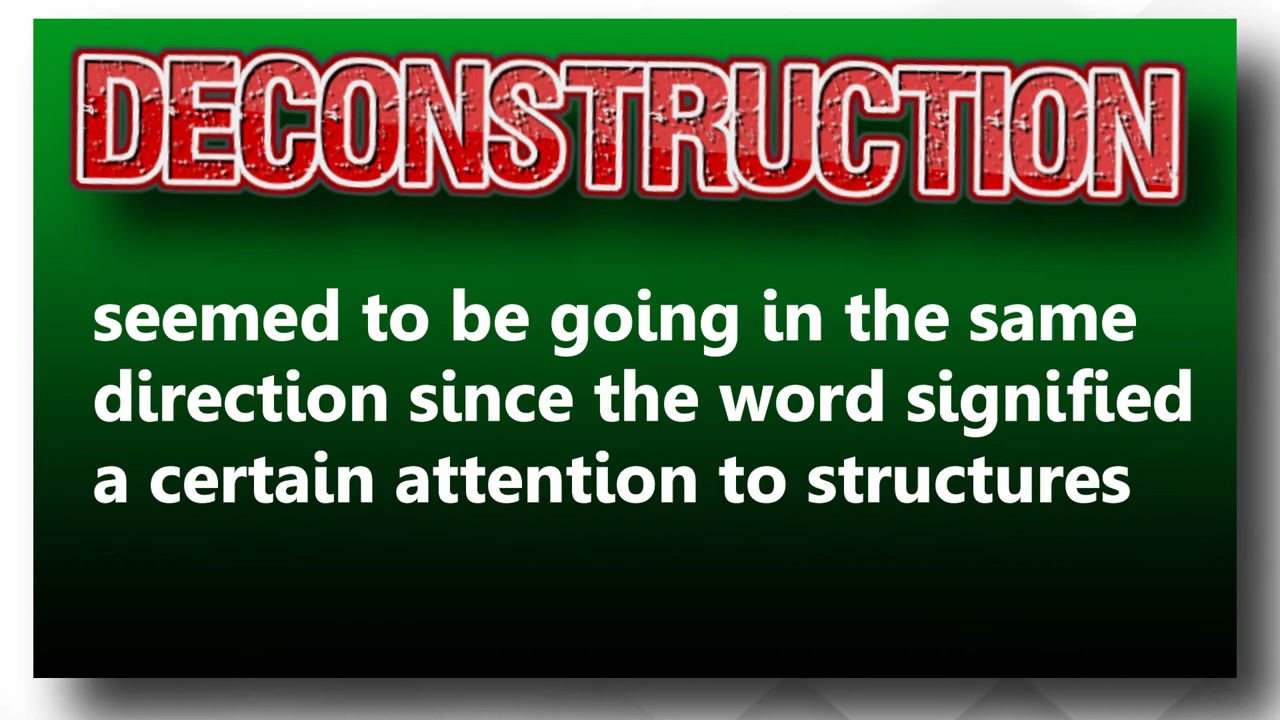 DECONSTRUCTION
seemed to be going in the same
direction since the word signified
a certain attention to structures